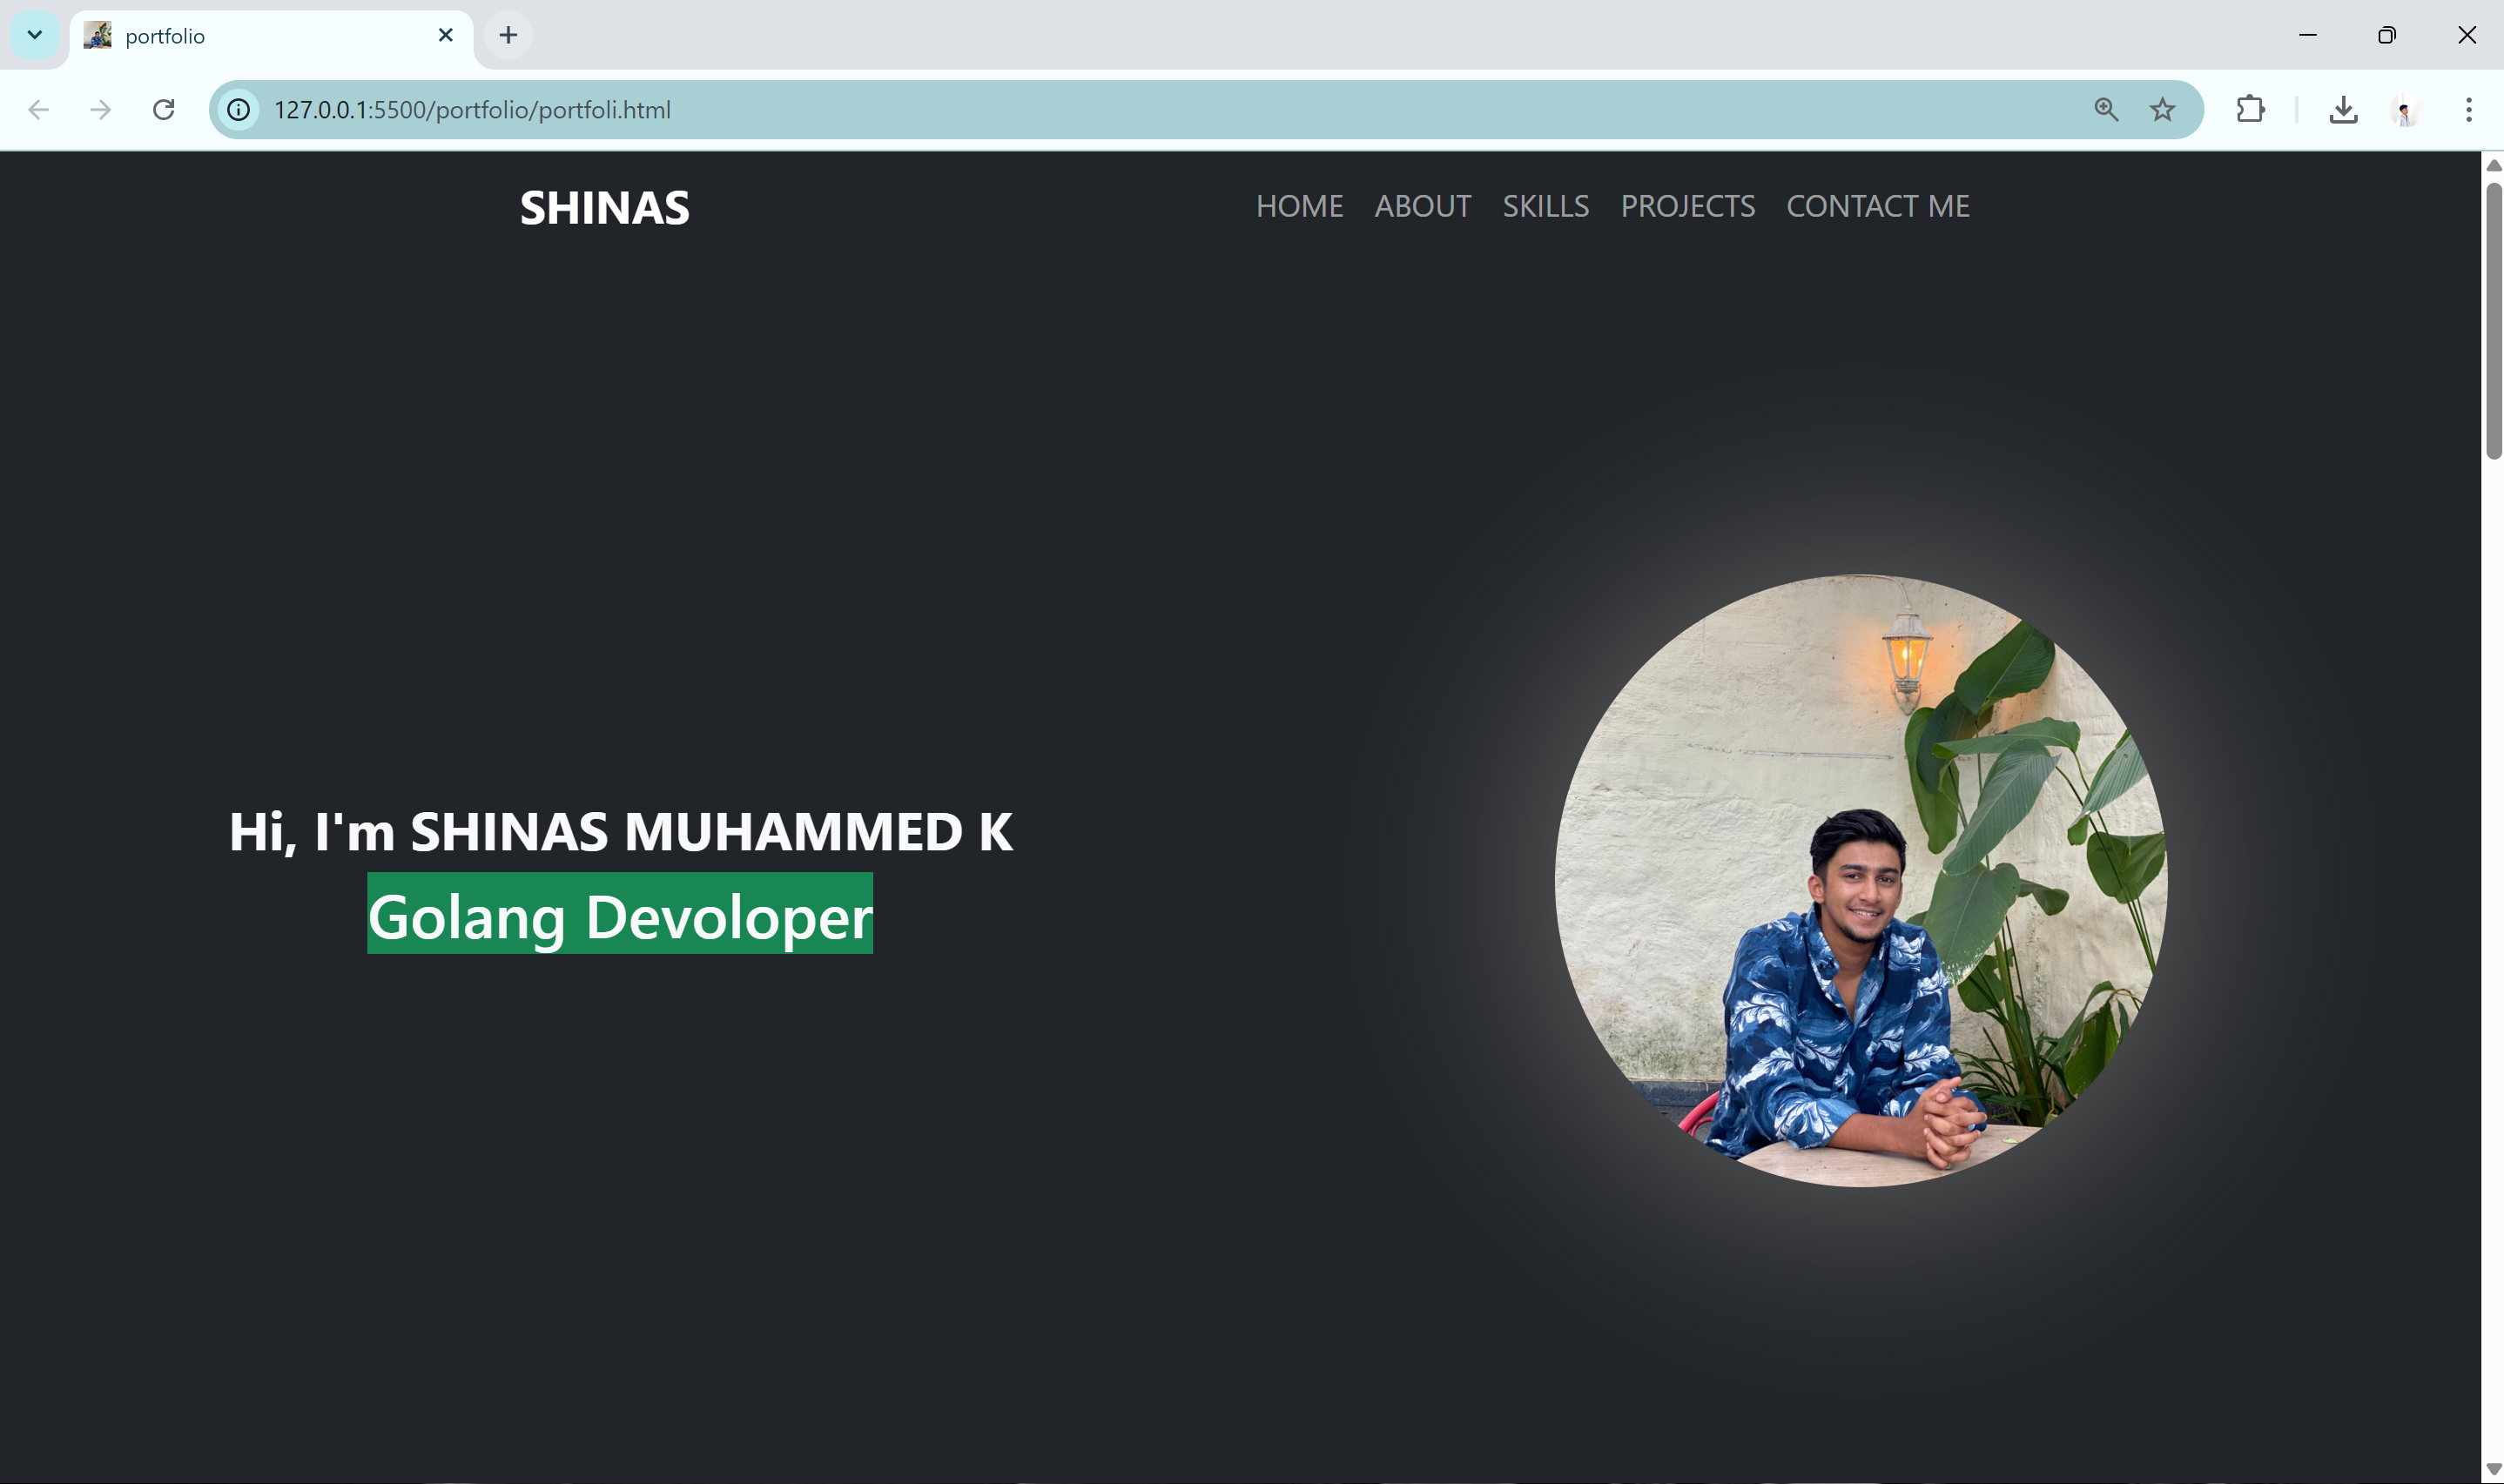 portfolio
127.0.0.1:5500/portfolio/portfoli.html
SHINAS
HOME ABOUT SKILLS PROJECTS CONTACT ME
Hi, I'm SHINAS MUHAMMED K
Golang Devoloper